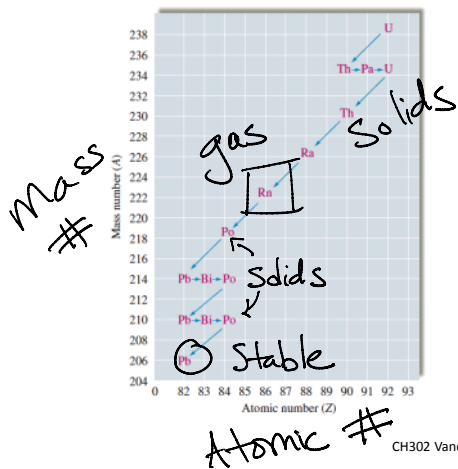 238 U
236
234 Th Pa U
232
230 Th solids
228
226 gas Ra
224
222 Rn
220
218 Po
216
214 Pb Bi Po solids
212
210 Pb Bi Po
208
206 Pb Stable
204
0 82 83 84 85 86 87 88 89 90 91 92 93
Mass number (A)
Mass
#
Atomic number (Z)
Atomic #
CH302 Vand